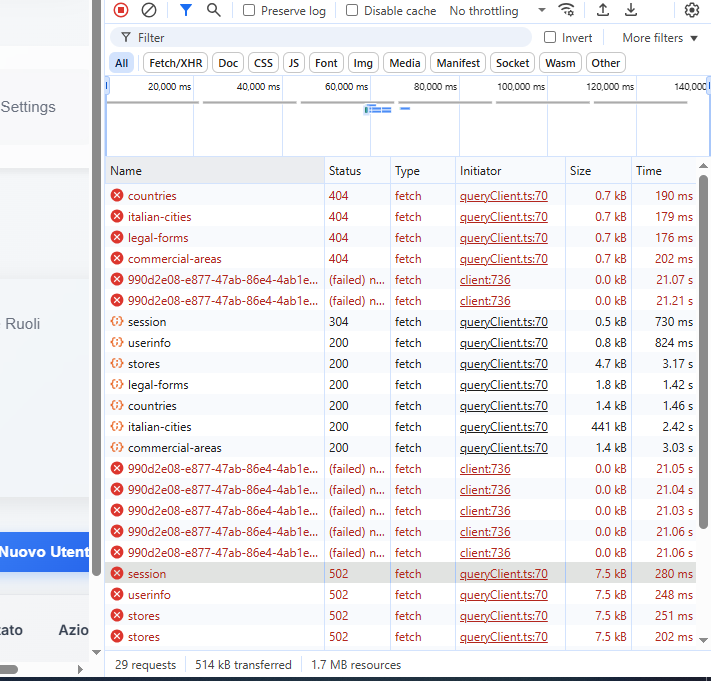 Preserve log Disable cache No throttling
Filter Invert More filters
All Fetch/XHR Doc CSS JS Font Img Media Manifest Socket Wasm Other
20,000 ms 40,000 ms 60,000 ms 80,000 ms 100,000 ms 120,000 ms 140,000
Settings
Name Status Type Initiator Size Time
countries 404 fetch queryClient.ts:70 0.7 kB 190 ms
italian-cities 404 fetch queryClient.ts:70 0.7 kB 179 ms
legal-forms 404 fetch queryClient.ts:70 0.7 kB 176 ms
commercial-areas 404 fetch queryClient.ts:70 0.7 kB 202 ms
990d2e08-e877-47ab-86e4-4ab1e... (failed) n... fetch client:736 0.0 kB 21.07 s
990d2e08-e877-47ab-86e4-4ab1e... (failed) n... fetch client:736 0.0 kB 21.21 s
session 304 fetch queryClient.ts:70 0.5 kB 730 ms
Ruoli
userinfo 200 fetch queryClient.ts:70 0.8 kB 824 ms
stores 200 fetch queryClient.ts:70 4.7 kB 3.17 s
legal-forms 200 fetch queryClient.ts:70 1.8 kB 1.42 s
countries 200 fetch queryClient.ts:70 1.4 kB 1.46 s
italian-cities 200 fetch queryClient.ts:70 441 kB 2.42 s
commercial-areas 200 fetch queryClient.ts:70 1.4 kB 3.03 s
990d2e08-e877-47ab-86e4-4ab1e... (failed) n... fetch client:736 0.0 kB 21.05 s
990d2e08-e877-47ab-86e4-4ab1e... (failed) n... fetch client:736 0.0 kB 21.04 s
990d2e08-e877-47ab-86e4-4ab1e... (failed) n... fetch client:736 0.0 kB 21.03 s
990d2e08-e877-47ab-86e4-4ab1e... (failed) n... fetch client:736 0.0 kB 21.06 s
990d2e08-e877-47ab-86e4-4ab1e... (failed) n... fetch client:736 0.0 kB 21.06 s
Nuovo Utent
session 502 fetch queryClient.ts:70 7.5 kB 280 ms
userinfo 502 fetch queryClient.ts:70 7.5 kB 248 ms
stores 502 fetch queryClient.ts:70 7.5 kB 251 ms
ato Azio
stores 502 fetch queryClient.ts:70 7.5 kB 202 ms
29 requests 514 kB transferred 1.7 MB resources